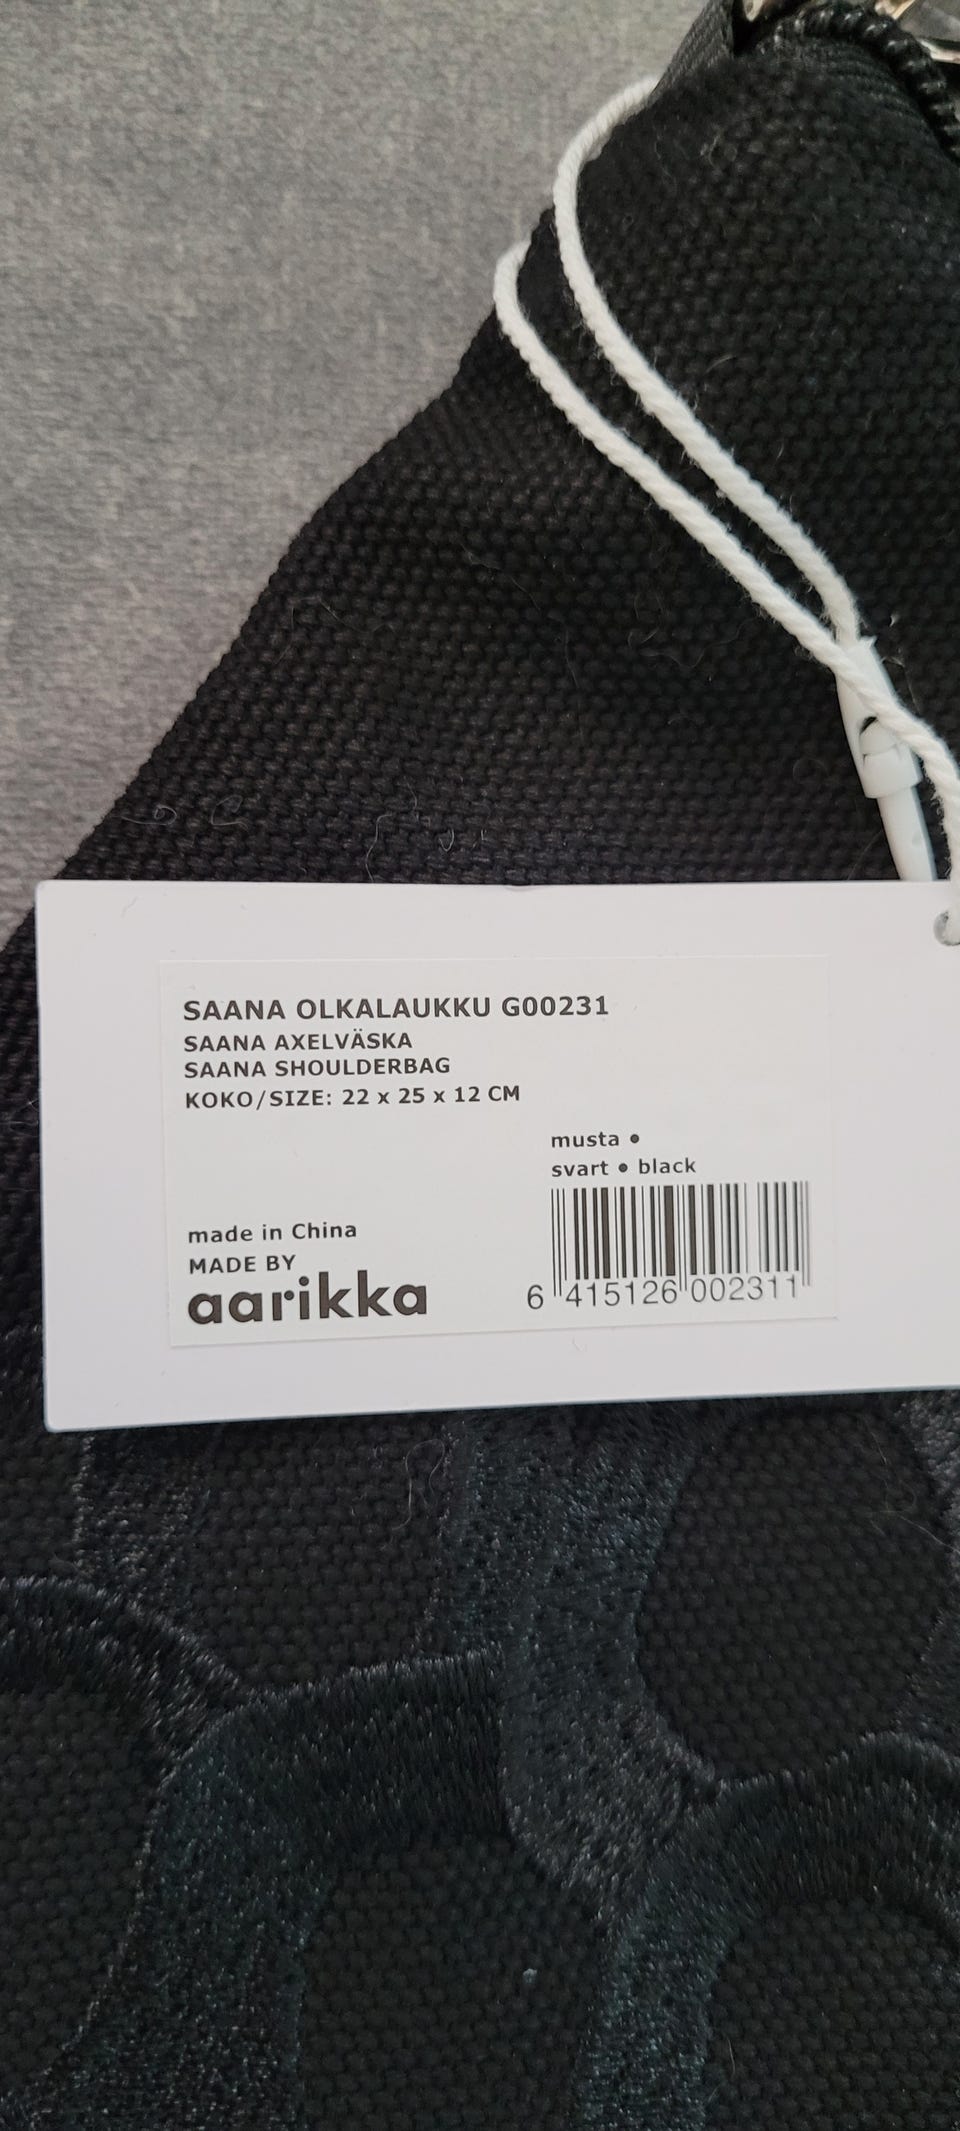 SAANA OLKALAUKKU G00231
SAANA AXELVÄSKA
SAANA SHOULDERBAG
KOKO/SIZE: 22 x 25 x 12 CM
musta •
svart • black
made in China
MADE BY
aarikka
6 415126 002311